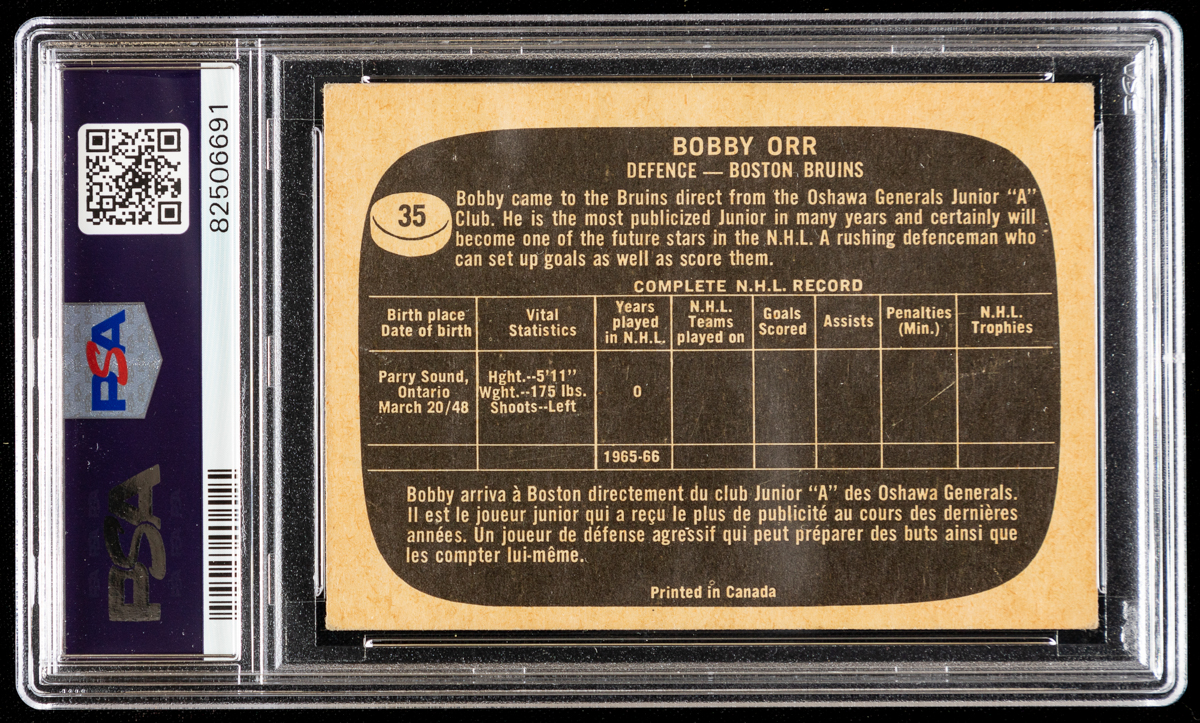 82506691
PSA
PSA
BOBBY ORR
DEFENCE — BOSTON BRUINS
35
Bobby came to the Bruins direct from the Oshawa Generals Junior “A”
Club. He is the most publicized Junior in many years and certainly will
become one of the future stars in the N.H.L. A rushing defenceman who
can set up goals as well as score them.
COMPLETE N.H.L. RECORD
Birth place
Date of birth
Vital
Statistics
Years
played
in N.H.L.
N.H.L.
Teams
played on
Goals
Scored
Assists
Penalties
(Min.)
N.H.L.
Trophies
Parry Sound,
Ontario
March 20/48
Hght.--5’11”
Wght.--175 lbs.
Shoots--Left
0
1965-66
Bobby arriva à Boston directement du club Junior “A” des Oshawa Generals.
Il est le joueur junior qui a reçu le plus de publicité au cours des dernières
années. Un joueur de défense agressif qui peut préparer des buts ainsi que
les compter lui-même.
Printed in Canada